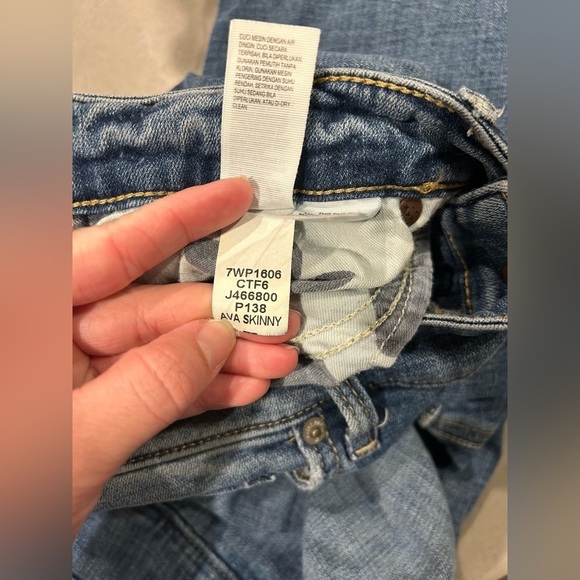 CUCI MESIN DENGAN AIR
DINGIN, CUCI SECARA
TERPISAH, BILA DIPERLUKAN
GUNAKAN PEMUTIH TANPA
KLORIN, GUNAKAN MESIN
PENGERING DENGAN SUHU
RENDAH, SETRIKA DENGAN
SUHU SEDANG BILA
DIPERLUKAN, ATAU DI-DRY
CLEAN.
7WP1606
CTF6
J466800
P138
AVA SKINNY